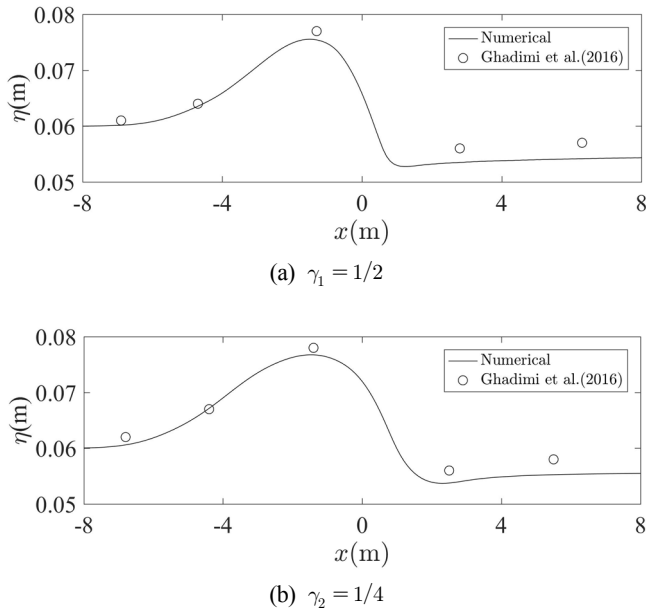 0.08
0.07
0.06
0.05
η(m)
Numerical
Ghadimi et al.(2016)
-8 -4 0 4 8
x(m)
(a) γ₁ = 1/2
0.08
0.07
0.06
0.05
η(m)
Numerical
Ghadimi et al.(2016)
-8 -4 0 4 8
x(m)
(b) γ₂ = 1/4